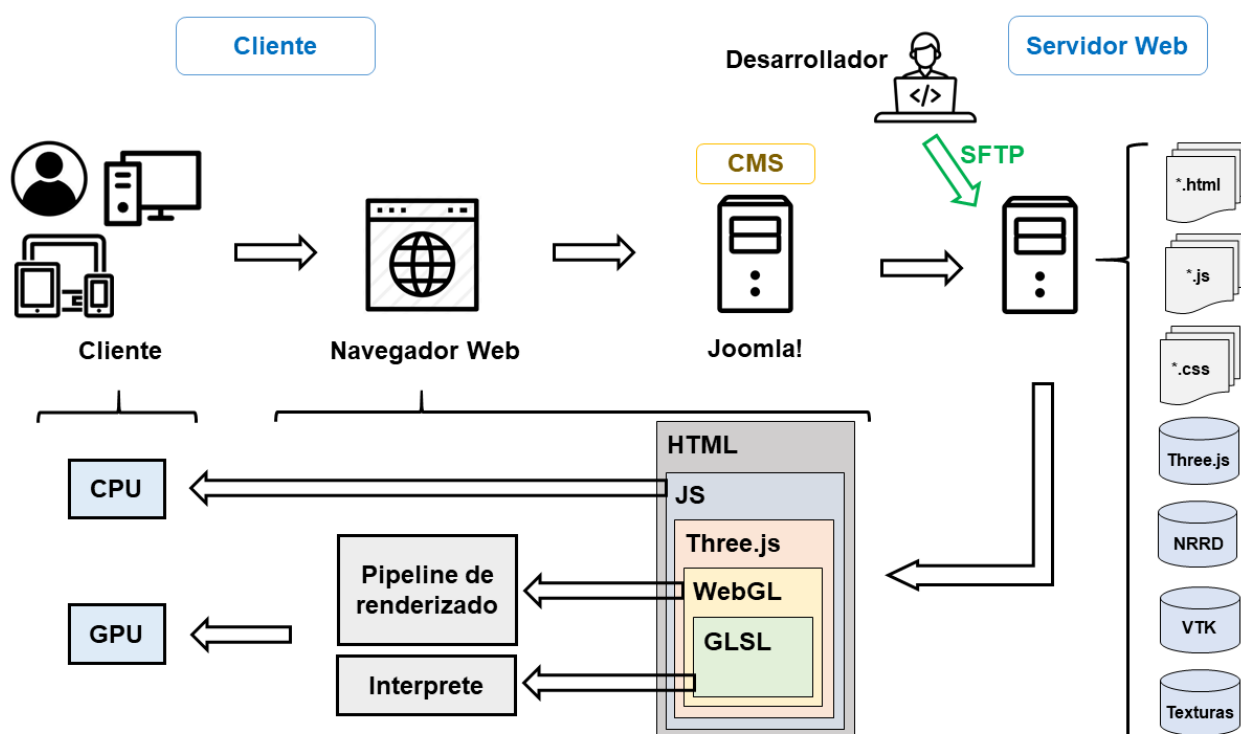 Cliente
Desarrollador
</>
Servidor Web
SFTP
CMS
*.html
*.js
*.css
Cliente
Navegador Web
Joomla!
HTML
JS
CPU
Three.js
Three.js
Pipeline de
renderizado
WebGL
NRRD
GPU
GLSL
VTK
Interprete
Texturas